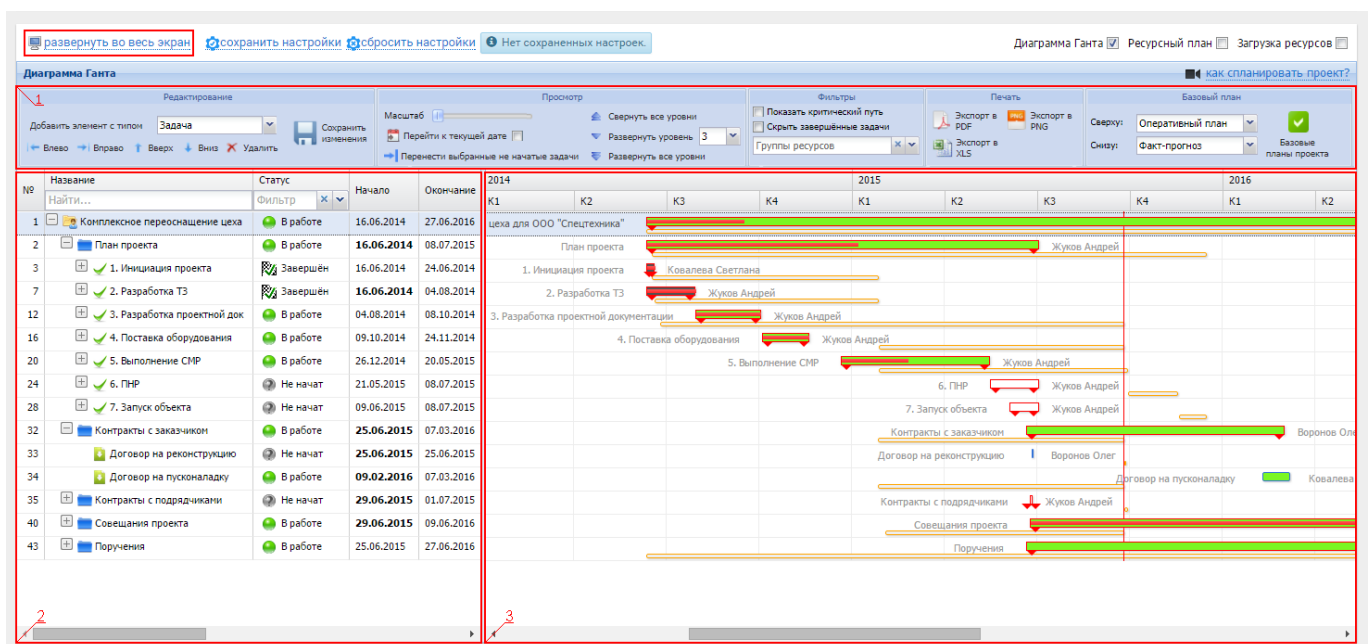 развернуть во весь экран сохранить настройки сбросить настройки Нет сохраненных настроек. Диаграмма Ганта Ресурсный план Загрузка ресурсов
Диаграмма Ганта как спланировать проект?
1 Редактирование Просмотр Фильтры Печать Базовый план
Добавить элемент с типом Задача
Влево Вправо Вверх Вниз Удалить
Сохранить изменения
Масштаб
Перейти к текущей дате
Перенести выбранные не начатые задачи
Свернуть все уровни
Развернуть уровень 3
Развернуть все уровни
Показать критический путь
Скрыть завершённые задачи
Группы ресурсов
Экспорт в PDF
PNG Экспорт в PNG
Экспорт в XLS
Сверху: Оперативный план
Снизу: Факт-прогноз
Базовые планы проекта
№ Название Статус Начало Окончание
Найти... Фильтр
1 Комплексное переоснащение цеха В работе 16.06.2014 27.06.2016
2 План проекта В работе 16.06.2014 08.07.2015
3 1. Инициация проекта Завершён 16.06.2014 24.06.2014
7 2. Разработка ТЗ Завершён 16.06.2014 04.08.2014
12 3. Разработка проектной док В работе 04.08.2014 08.10.2014
16 4. Поставка оборудования В работе 09.10.2014 24.11.2014
20 5. Выполнение СМР В работе 26.12.2014 20.05.2015
24 6. ПНР Не начат 21.05.2015 08.07.2015
28 7. Запуск объекта Не начат 09.06.2015 08.07.2015
32 Контракты с заказчиком В работе 25.06.2015 07.03.2016
33 Договор на реконструкцию Не начат 25.06.2015 25.06.2015
34 Договор на пусконаладку В работе 09.02.2016 07.03.2016
35 Контракты с подрядчиками Не начат 29.06.2015 01.07.2015
40 Совещания проекта В работе 29.06.2015 09.06.2016
43 Поручения В работе 25.06.2015 27.06.2016
2
2014 2015 2016
К1 К2 К3 К4 К1 К2 К3 К4 К1 К2
цеха для ООО "Спецтехника"
План проекта Жуков Андрей
1. Инициация проекта Ковалева Светлана
2. Разработка ТЗ Жуков Андрей
3. Разработка проектной документации Жуков Андрей
4. Поставка оборудования Жуков Андрей
5. Выполнение СМР Жуков Андрей
6. ПНР Жуков Андрей
7. Запуск объекта Жуков Андрей
Контракты с заказчиком Воронов Оле
Договор на реконструкцию Воронов Олег
Договор на пусконаладку Ковалева
Контракты с подрядчиками Жуков Андрей
Совещания проекта
Поручения
3